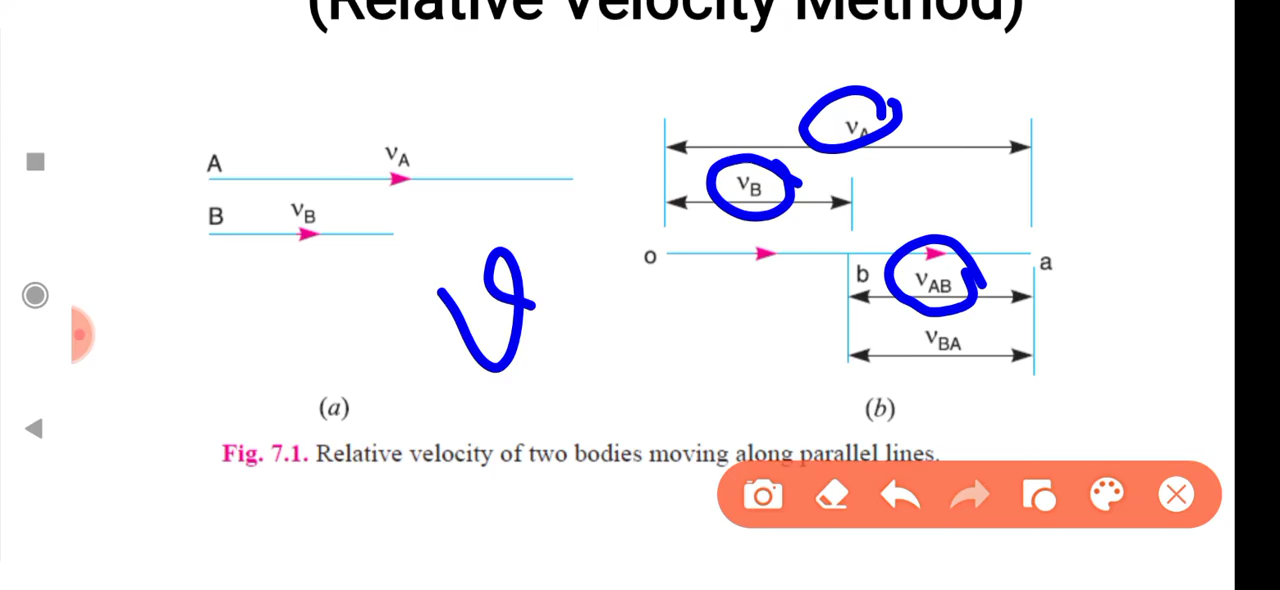 (Relative Velocity Method)
A vA
B vB
vA
vB
o a
b vAB
vBA
(a) (b)
Fig. 7.1. Relative velocity of two bodies moving along parallel lines.